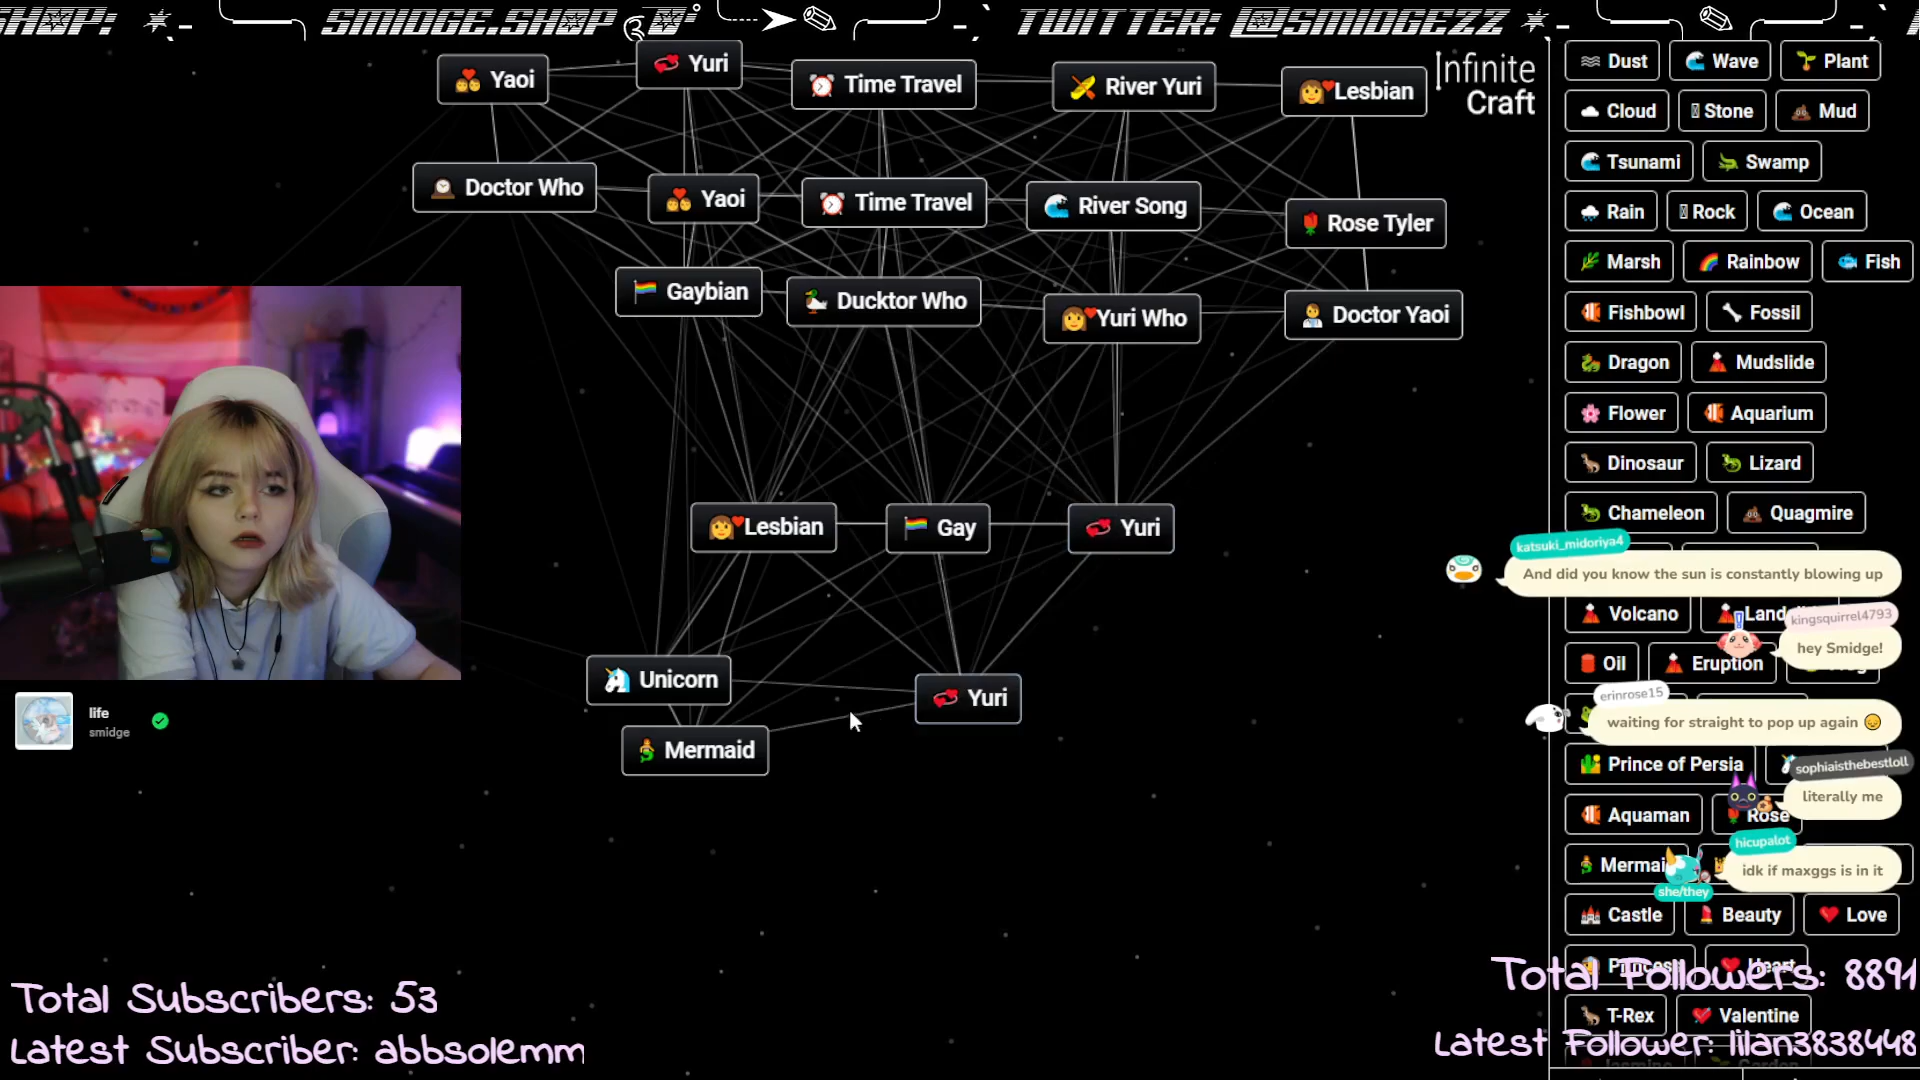 SHOP:
SMIDGE.SHOP
TWITTER: @SMIDGEZZ
Infinite
Craft
Yaoi
Yuri
Time Travel
River Yuri
Lesbian
Doctor Who
Yaoi
Time Travel
River Song
Rose Tyler
Gaybian
Ducktor Who
Yuri Who
Doctor Yaoi
Lesbian
Gay
Yuri
Unicorn
Yuri
Mermaid
life
smidge
Dust
Wave
Plant
Cloud
Stone
Mud
Tsunami
Swamp
Rain
Rock
Ocean
Marsh
Rainbow
Fish
Fishbowl
Fossil
Dragon
Mudslide
Flower
Aquarium
Dinosaur
Lizard
Chameleon
Quagmire
katsuki_midoriya4
And did you know the sun is constantly blowing up
Volcano
kingsquirrel4793
hey Smidge!
Oil
Eruption
erinrose15
waiting for straight to pop up again
Prince of Persia
sophiaisthebestloll
literally me
Aquaman
Rose
hicupalot
Mermaid
idk if maxggs is in it
she/they
Castle
Beauty
Love
Princess
Heart
T-Rex
Valentine
Total Subscribers: 53
Latest Subscriber: abbsolemm
Total Followers: 8891
Latest Follower: lilan3838448